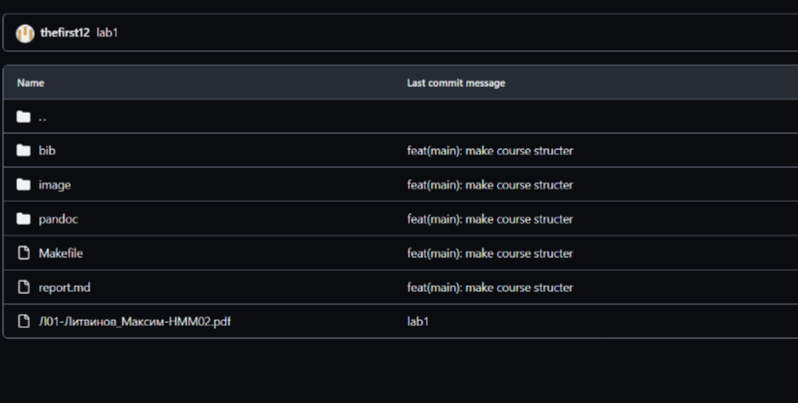 thefirst12 lab1
Name Last commit message
..
bib feat(main): make course structer
image feat(main): make course structer
pandoc feat(main): make course structer
Makefile feat(main): make course structer
report.md feat(main): make course structer
Л01-Литвинов_Максим-НММ02.pdf lab1